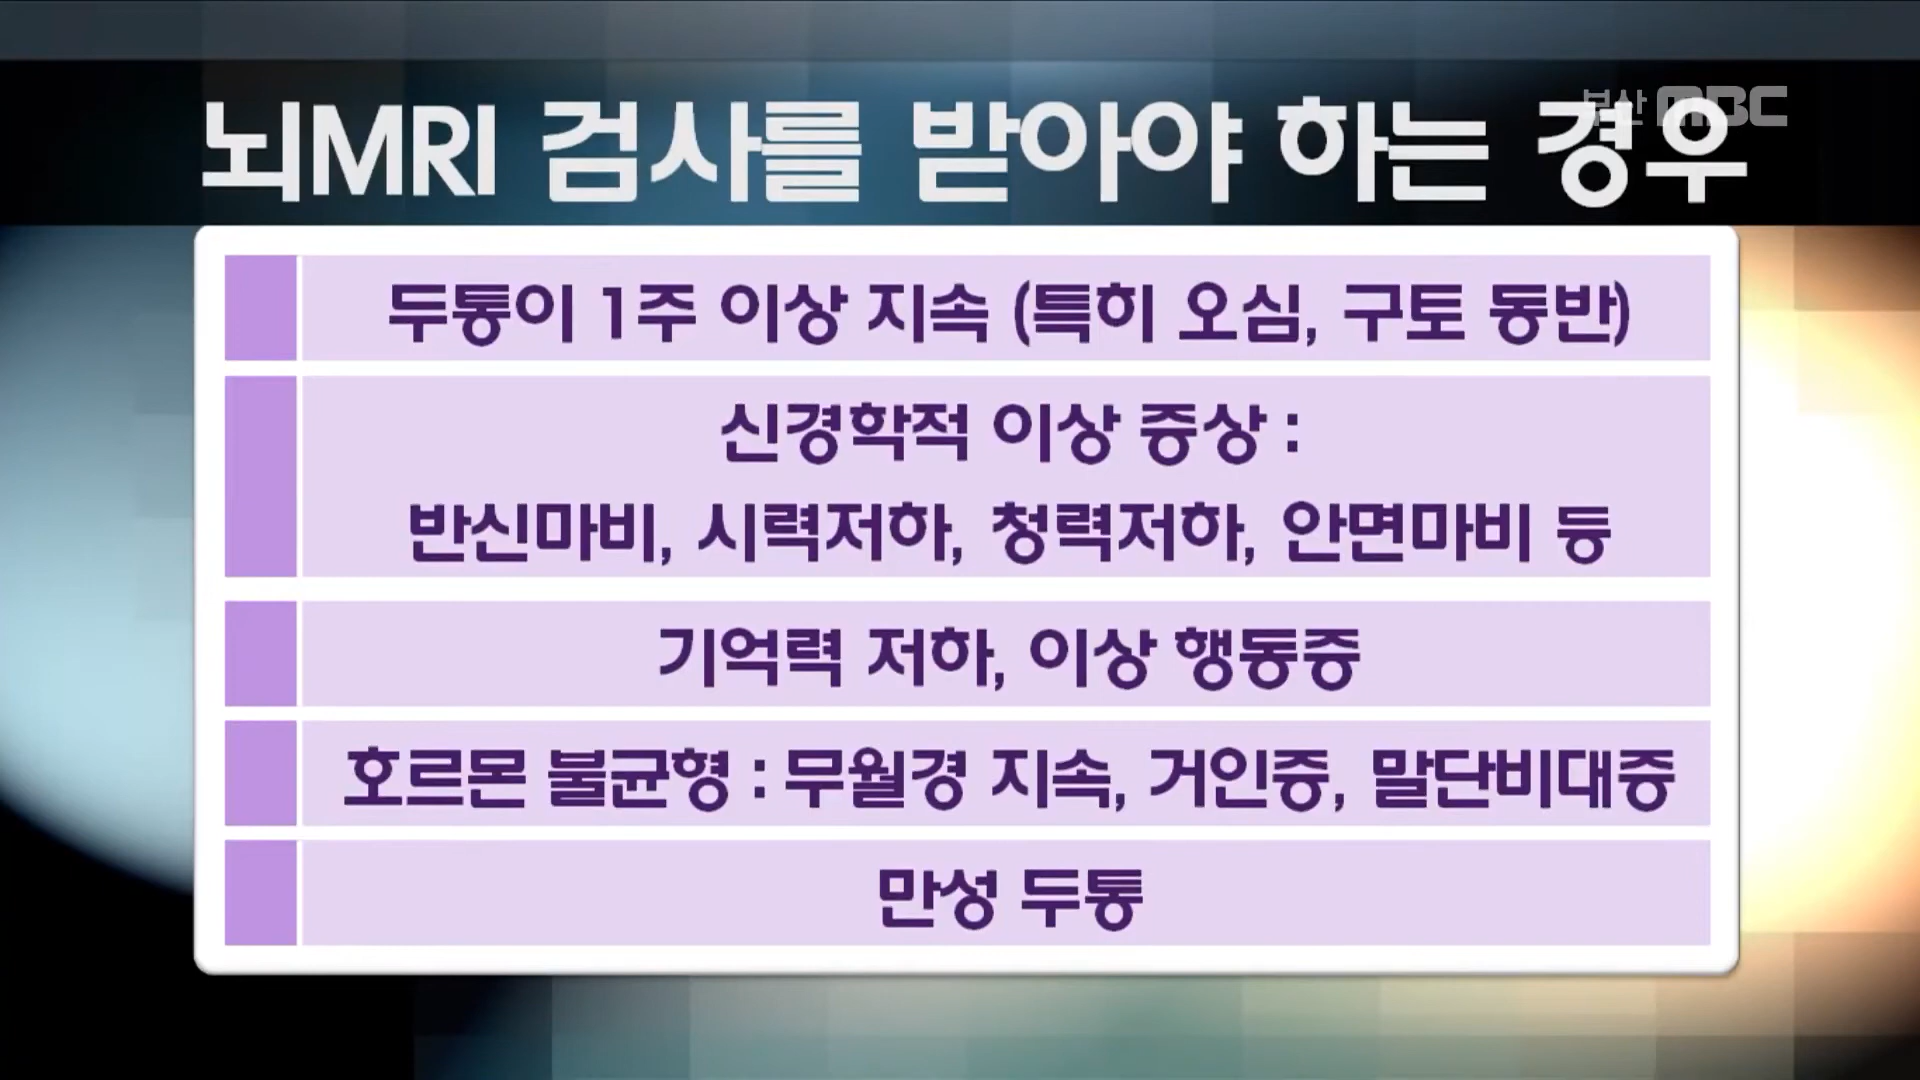 뇌MRI 검사를 받아야 하는 경우
부산 MBC
두통이 1주 이상 지속 (특히 오심, 구토 동반)
신경학적 이상 증상 :
반신마비, 시력저하, 청력저하, 안면마비 등
기억력 저하, 이상 행동증
호르몬 불균형 : 무월경 지속, 거인증, 말단비대증
만성 두통